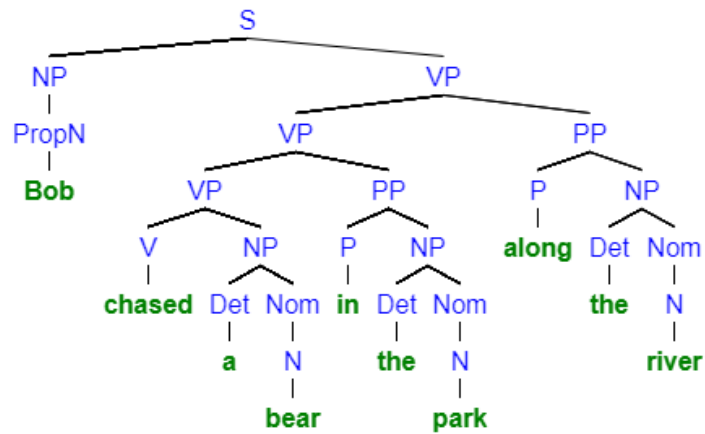 S
NP VP
PropN VP PP
Bob VP PP P NP
V NP P NP along Det Nom
chased Det Nom in Det Nom the N
a N the N river
bear park